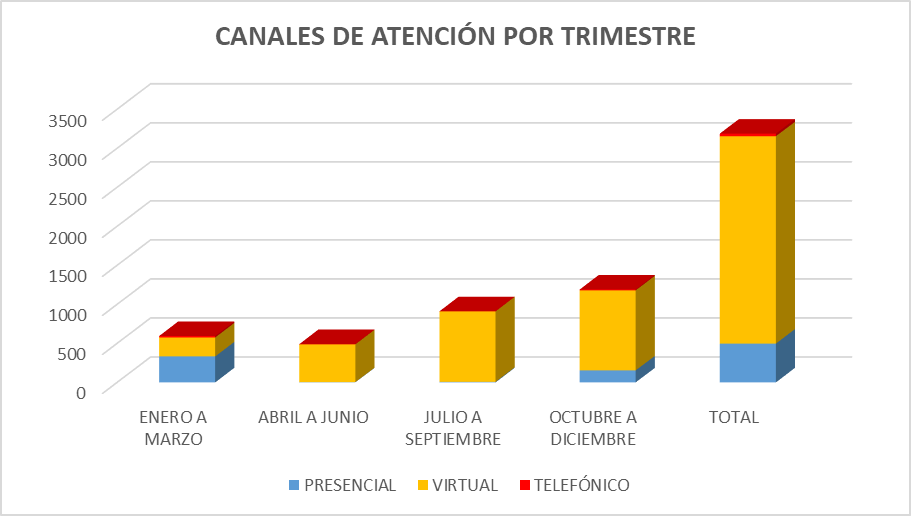 CANALES DE ATENCIÓN POR TRIMESTRE
3500
3000
2500
2000
1500
1000
500
0
ENERO A
MARZO
ABRIL A JUNIO
JULIO A
SEPTIEMBRE
OCTUBRE A
DICIEMBRE
TOTAL
PRESENCIAL
VIRTUAL
TELEFÓNICO